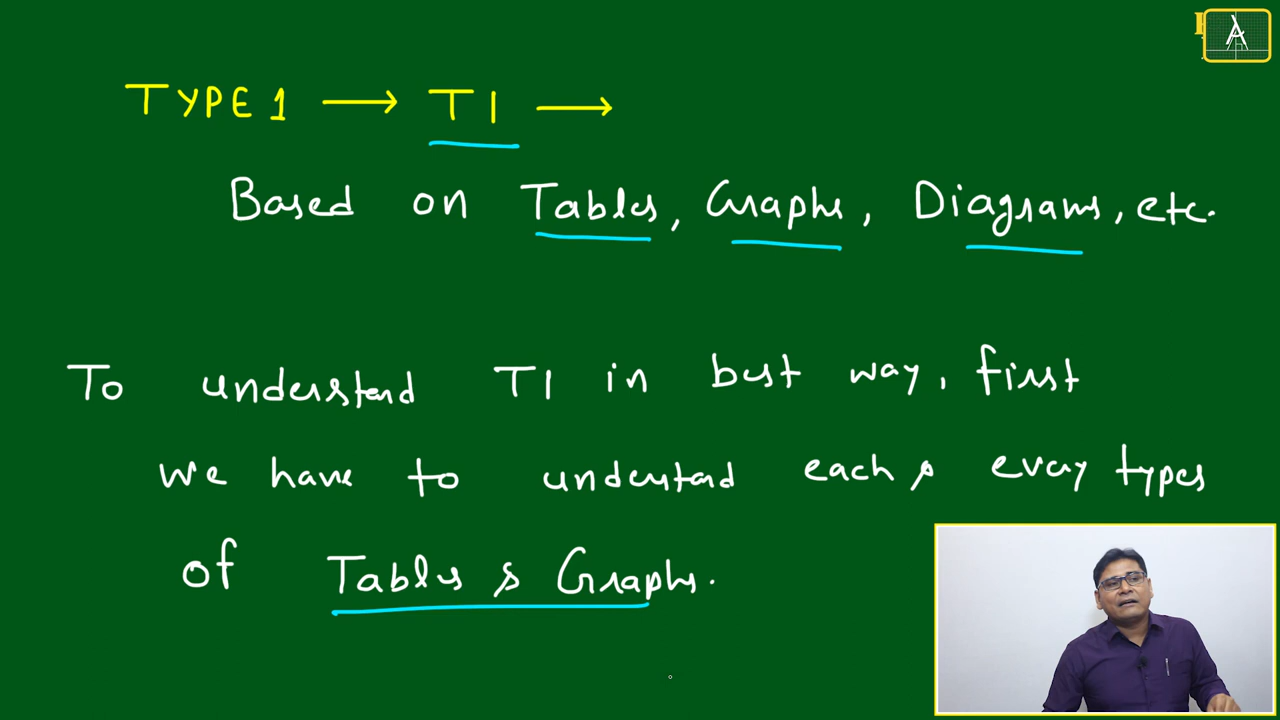 TYPE 1 → T1 →
Based on Tables, Graphs, Diagrams, etc.
To understand T1 in best way, first
we have to understand each & every types
of Tables & Graphs.